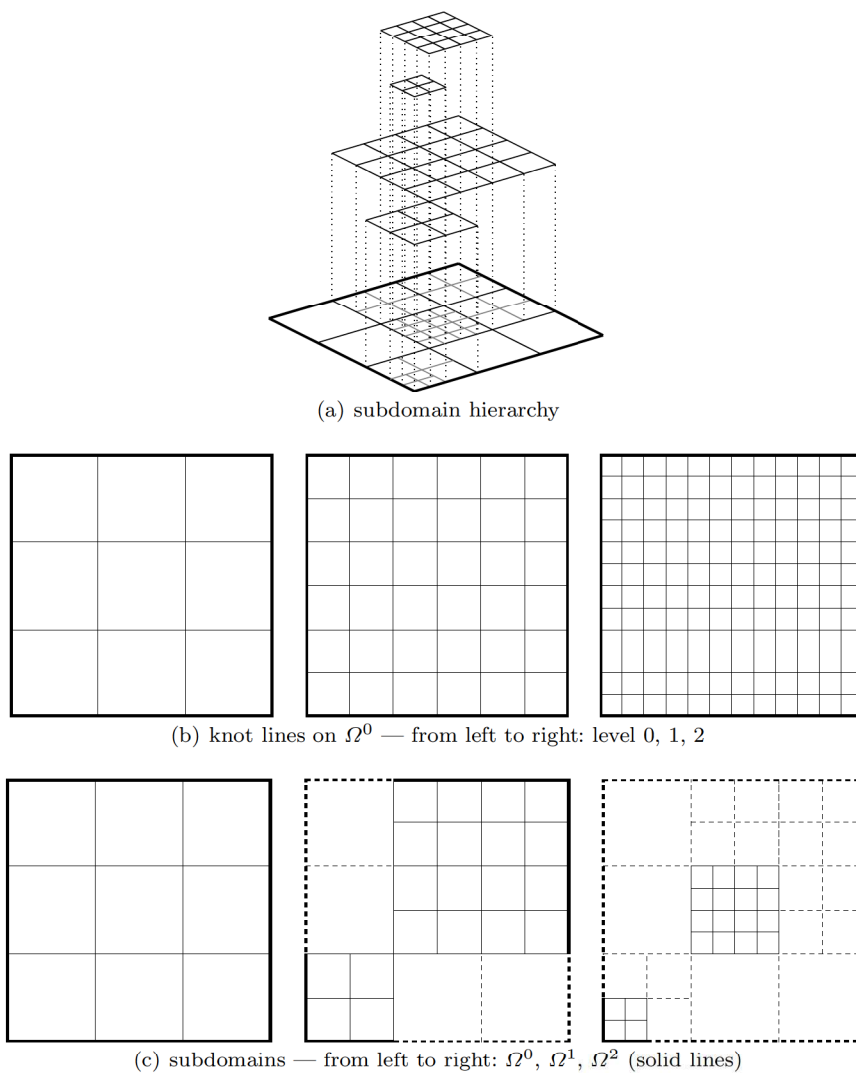 (a) subdomain hierarchy
(b) knot lines on Ω⁰ — from left to right: level 0, 1, 2
(c) subdomains — from left to right: Ω⁰, Ω¹, Ω² (solid lines)